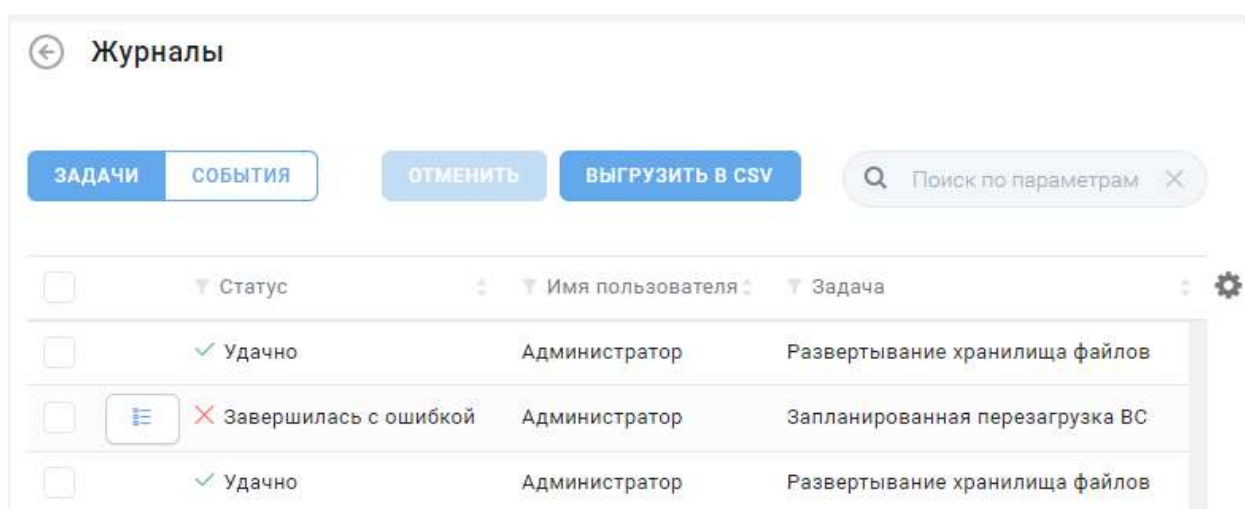 Журналы
ЗАДАЧИ СОБЫТИЯ ОТМЕНИТЬ ВЫГРУЗИТЬ В CSV Поиск по параметрам
Статус Имя пользователя Задача
Удачно Администратор Развертывание хранилища файлов
Завершилась с ошибкой Администратор Запланированная перезагрузка ВС
Удачно Администратор Развертывание хранилища файлов